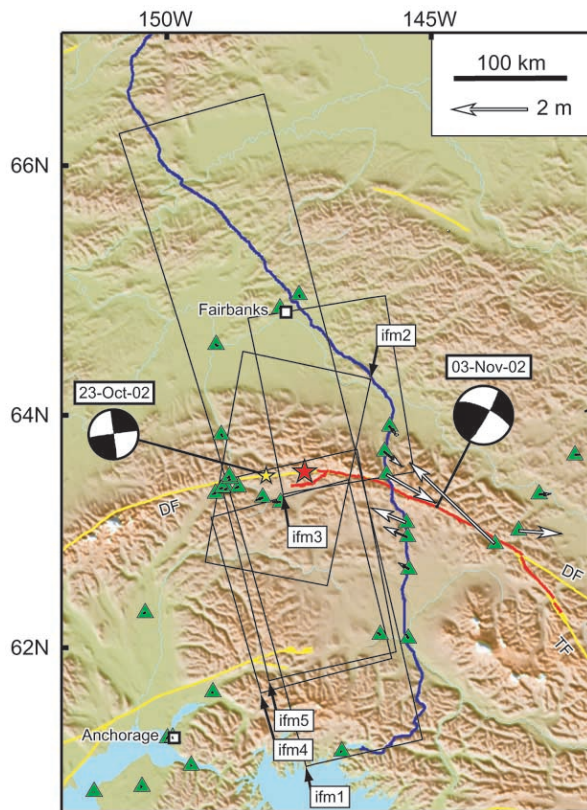 150W
145W
100 km
2 m
66N
Fairbanks
ifm2
23-Oct-02
03-Nov-02
64N
DF
ifm3
DF
TF
62N
ifm5
Anchorage
ifm4
ifm1